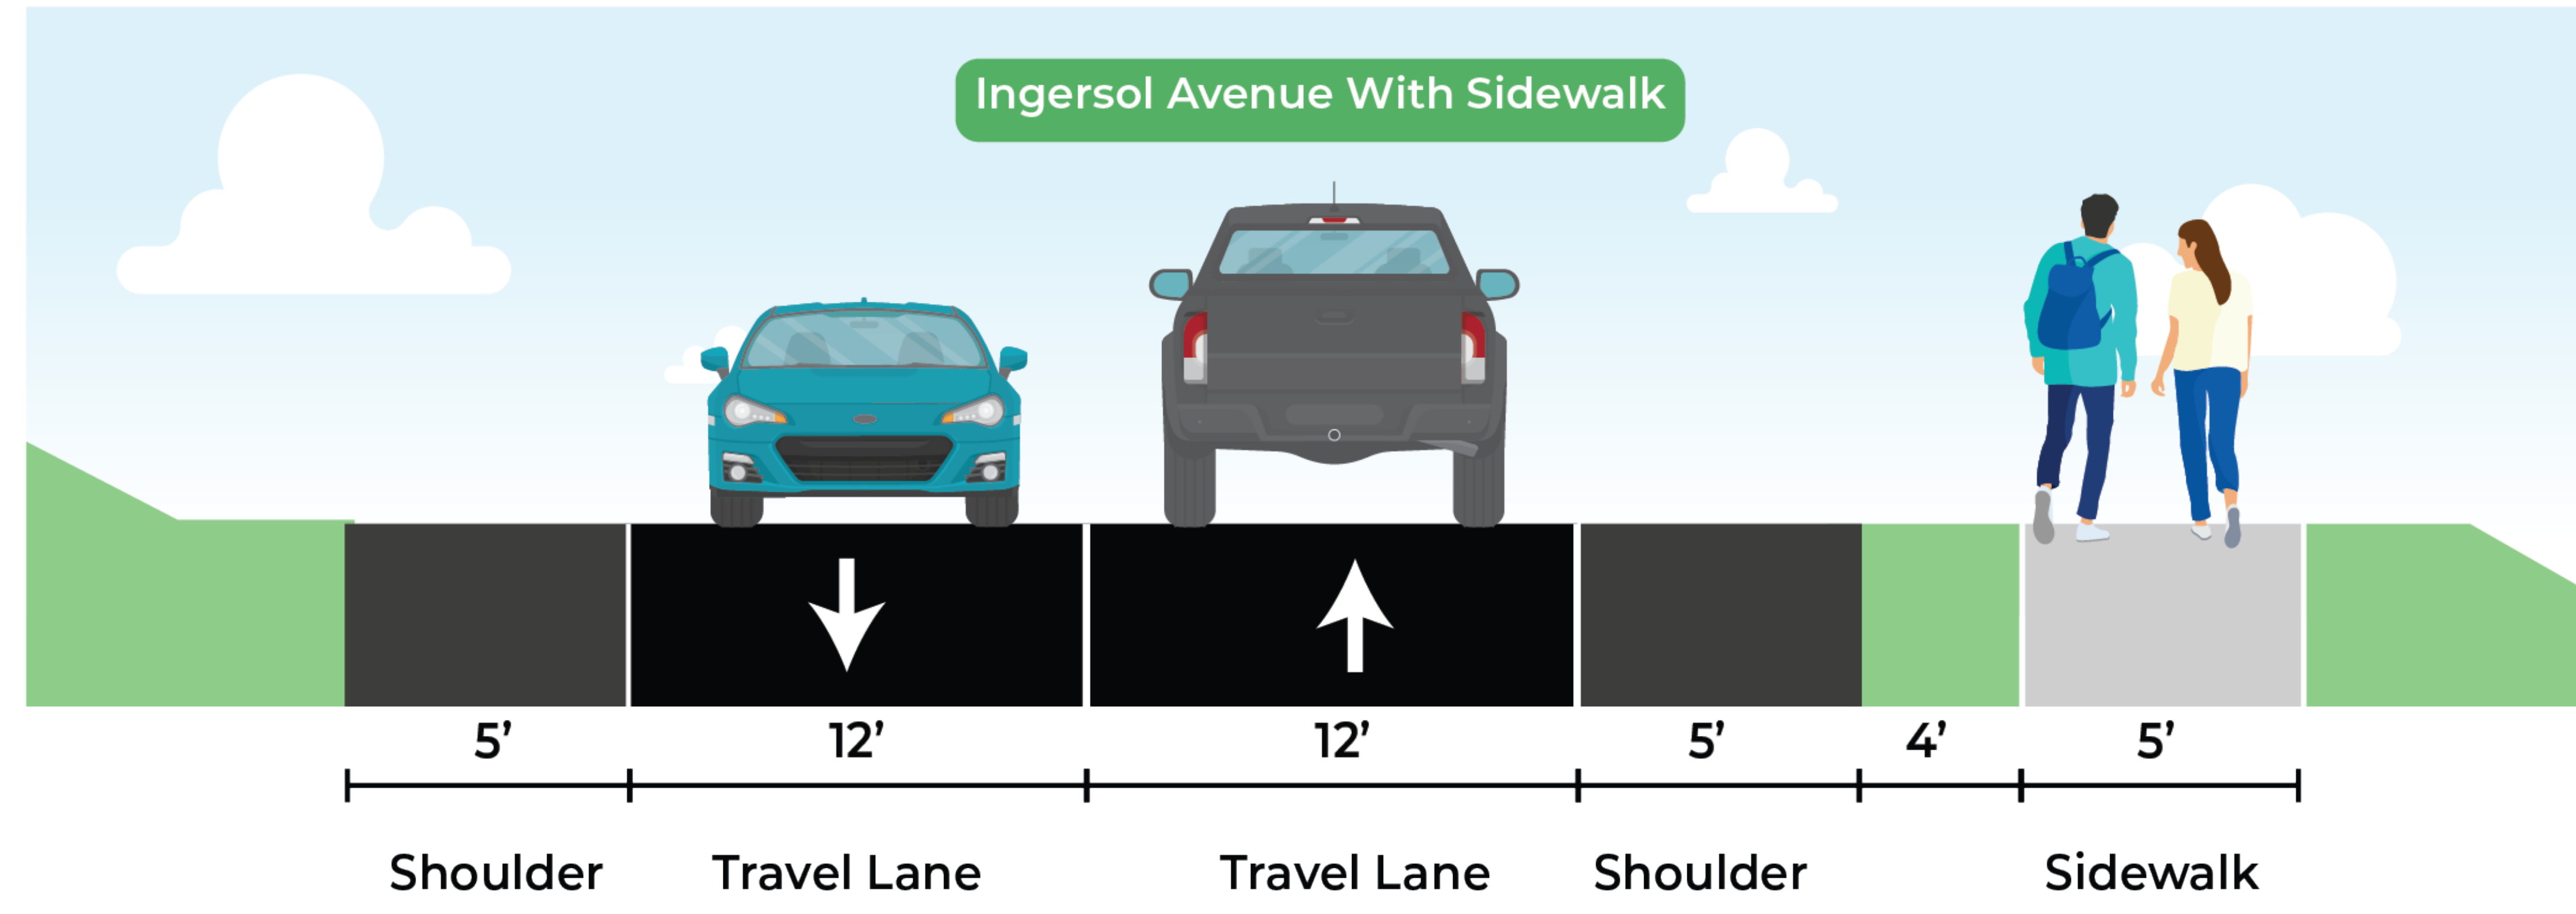 Ingersol Avenue With Sidewalk
5’ 12’ 12’ 5’ 4’ 5’
Shoulder Travel Lane Travel Lane Shoulder Sidewalk